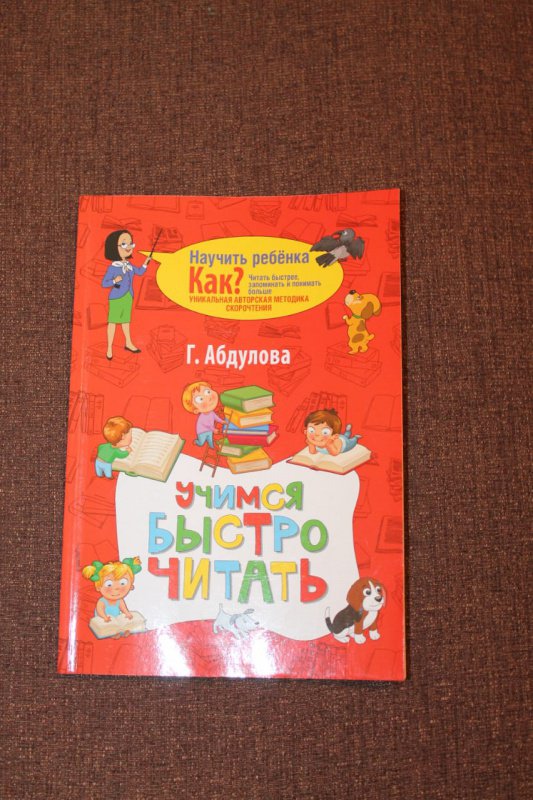 Научить ребёнка
Как?
Читать быстрее,
запоминать и понимать
больше
УНИКАЛЬНАЯ АВТОРСКАЯ МЕТОДИКА
СКОРОЧТЕНИЯ
Г. Абдулова
УЧИМСЯ
БЫСТРО
ЧИТАТЬ